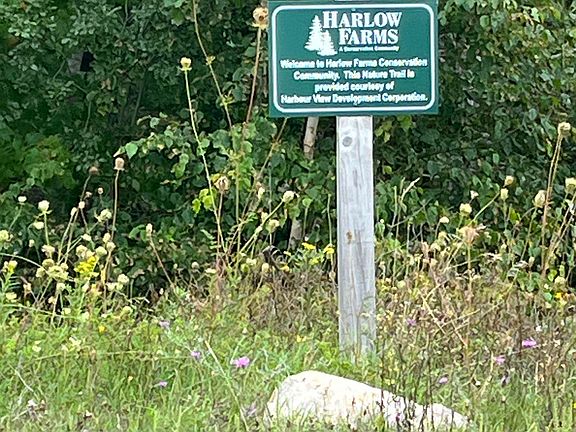 HARLOW
FARMS
A Conservation Community
Welcome to Harlow Farms Conservation
Community. This Nature Trail is
provided courtesy of
Harbour View Development Corporation.